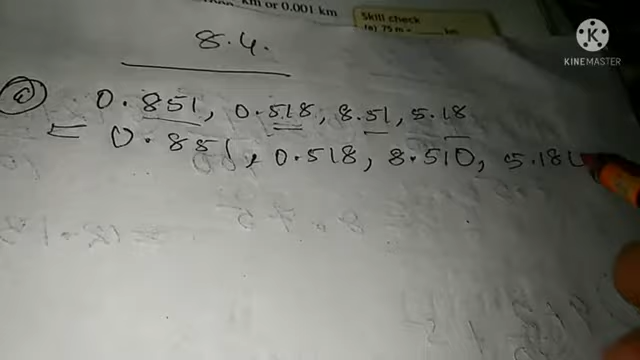 km or 0.001 km
Skill check
(a) 75 m = ____ km
KINEMASTER
8.4.
a 0.851, 0.518, 8.51, 5.18
= 0.851, 0.518, 8.510, 5.180